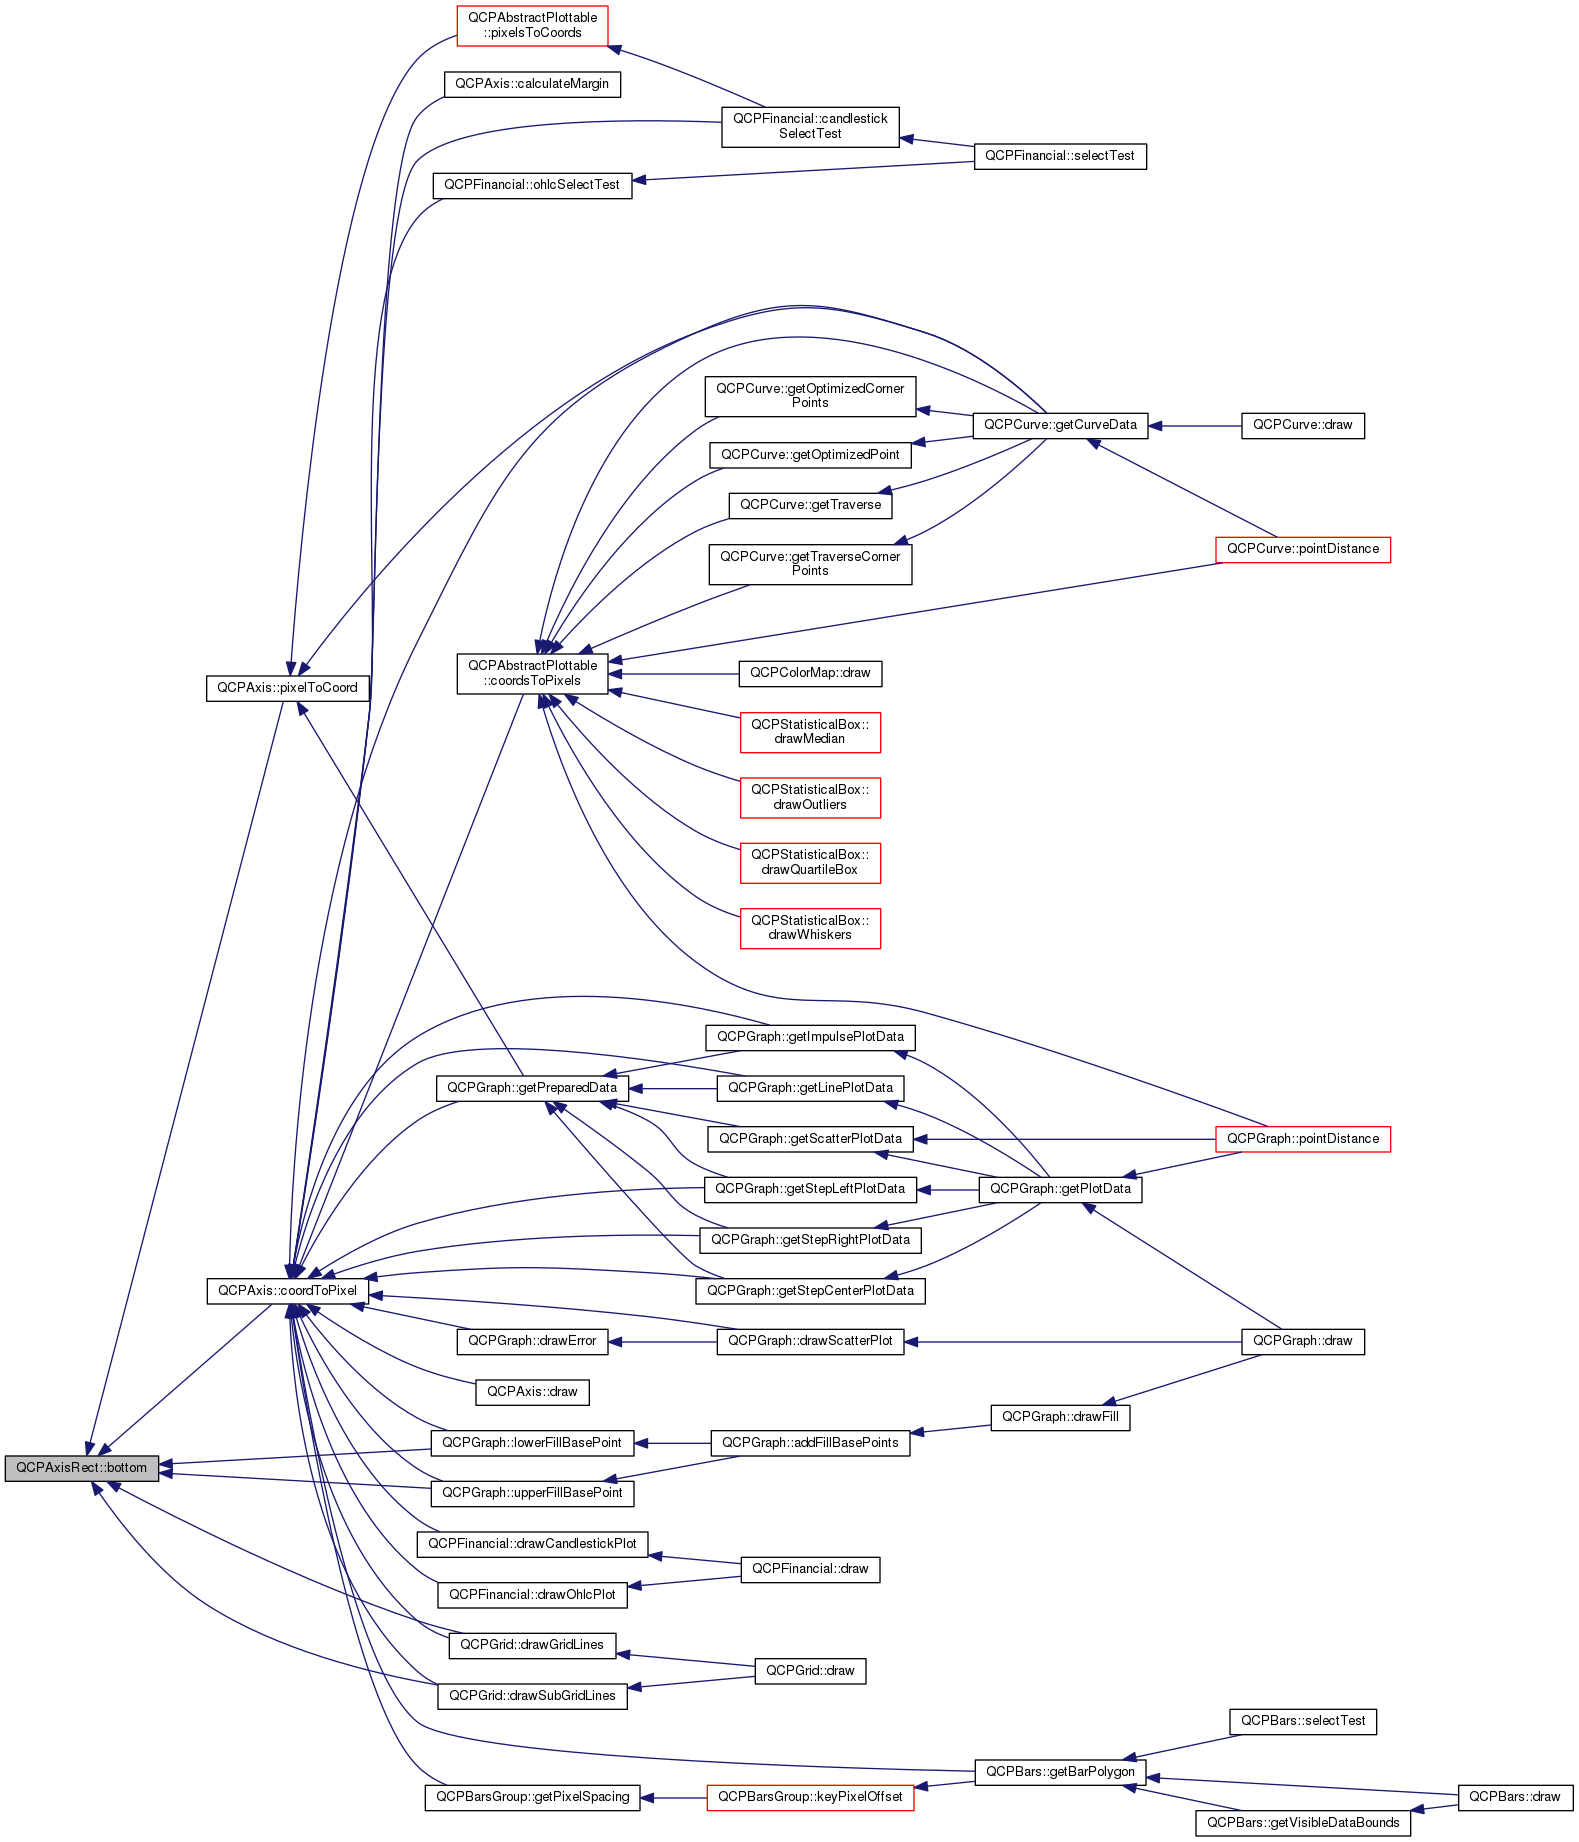 QCPAbstractPlottable
::pixelsToCoords
QCPAxis::calculateMargin
QCPFinancial::candlestick
SelectTest
QCPFinancial::selectTest
QCPFinancial::ohlcSelectTest
QCPCurve::getOptimizedCorner
Points
QCPCurve::getCurveData
QCPCurve::draw
QCPCurve::getOptimizedPoint
QCPCurve::getTraverse
QCPCurve::getTraverseCorner
Points
QCPCurve::pointDistance
QCPAbstractPlottable
::coordsToPixels
QCPColorMap::draw
QCPAxis::pixelToCoord
QCPStatisticalBox::
drawMedian
QCPStatisticalBox::
drawOutliers
QCPStatisticalBox::
drawQuartileBox
QCPStatisticalBox::
drawWhiskers
QCPGraph::getImpulsePlotData
QCPGraph::getPreparedData
QCPGraph::getLinePlotData
QCPGraph::getScatterPlotData
QCPGraph::pointDistance
QCPGraph::getStepLeftPlotData
QCPGraph::getPlotData
QCPGraph::getStepRightPlotData
QCPAxis::coordToPixel
QCPGraph::getStepCenterPlotData
QCPGraph::drawError
QCPGraph::drawScatterPlot
QCPGraph::draw
QCPAxis::draw
QCPGraph::drawFill
QCPGraph::lowerFillBasePoint
QCPGraph::addFillBasePoints
QCPAxisRect::bottom
QCPGraph::upperFillBasePoint
QCPFinancial::drawCandlestickPlot
QCPFinancial::draw
QCPFinancial::drawOhlcPlot
QCPGrid::drawGridLines
QCPGrid::draw
QCPGrid::drawSubGridLines
QCPBars::selectTest
QCPBars::getBarPolygon
QCPBarsGroup::getPixelSpacing
QCPBarsGroup::keyPixelOffset
QCPBars::draw
QCPBars::getVisibleDataBounds